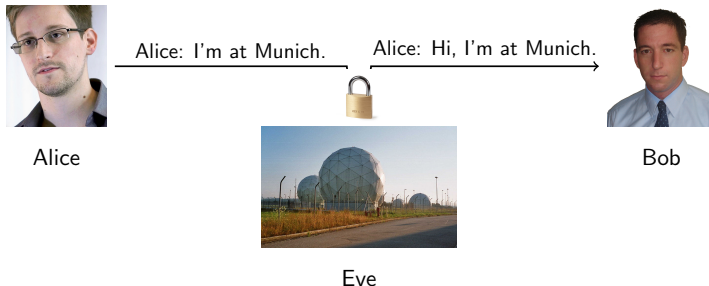 Alice: I'm at Munich.
Alice: Hi, I'm at Munich.
Alice
Bob
Eve